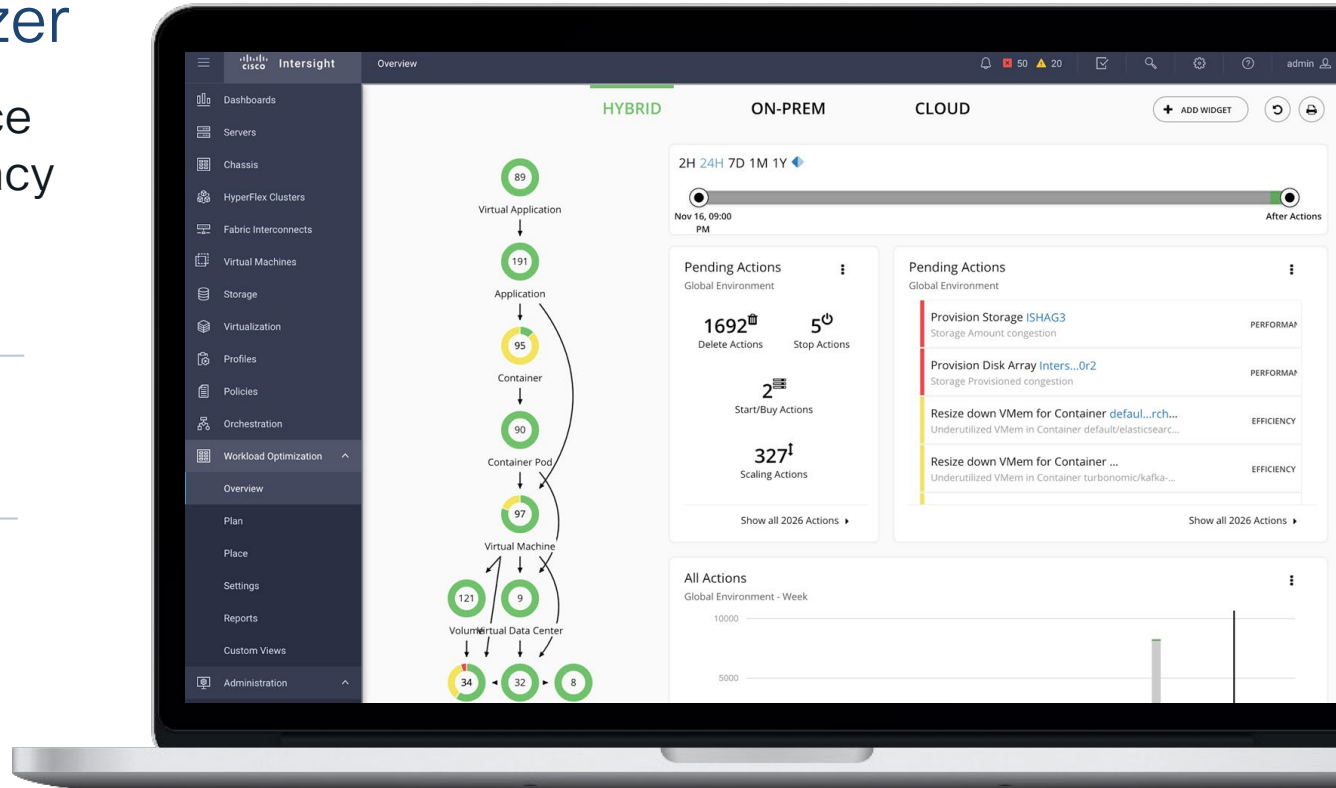 zer
ce
ncy
cisco Intersight
Overview
50
20
admin
Dashboards
Servers
Chassis
HyperFlex Clusters
Fabric Interconnects
Virtual Machines
Storage
Virtualization
Profiles
Policies
Orchestration
Workload Optimization
Overview
Plan
Place
Settings
Reports
Custom Views
Administration
HYBRID
ON-PREM
CLOUD
+ ADD WIDGET
89
Virtual Application
191
Application
95
Container
90
Container Pod
97
Virtual Machine
121
9
Volume
Virtual Data Center
34
32
8
2H 24H 7D 1M 1Y
Nov 16, 09:00
PM
After Actions
Pending Actions
Global Environment
1692
Delete Actions
5
Stop Actions
2
Start/Buy Actions
327
Scaling Actions
Show all 2026 Actions
Pending Actions
Global Environment
Provision Storage ISHAG3
Storage Amount congestion
PERFORMAN
Provision Disk Array Inters...0r2
Storage Provisioned congestion
PERFORMAN
Resize down VMem for Container defaul...rch...
Underutilized VMem in Container default/elasticsearc...
EFFICIENCY
Resize down VMem for Container ...
Underutilized VMem in Container turbonomic/kafka-...
EFFICIENCY
Show all 2026 Actions
All Actions
Global Environment - Week
10000
5000